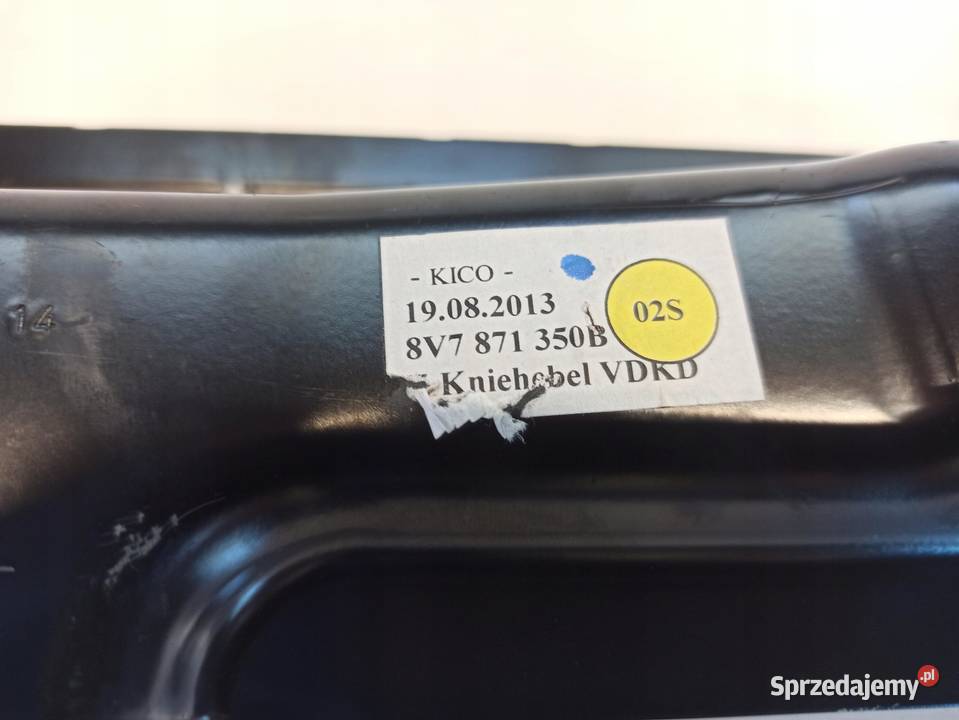 - KICO -
19.08.2013
8V7 871 350B
02S
Kniehebel VDKD
14
Sprzedajemy.pl